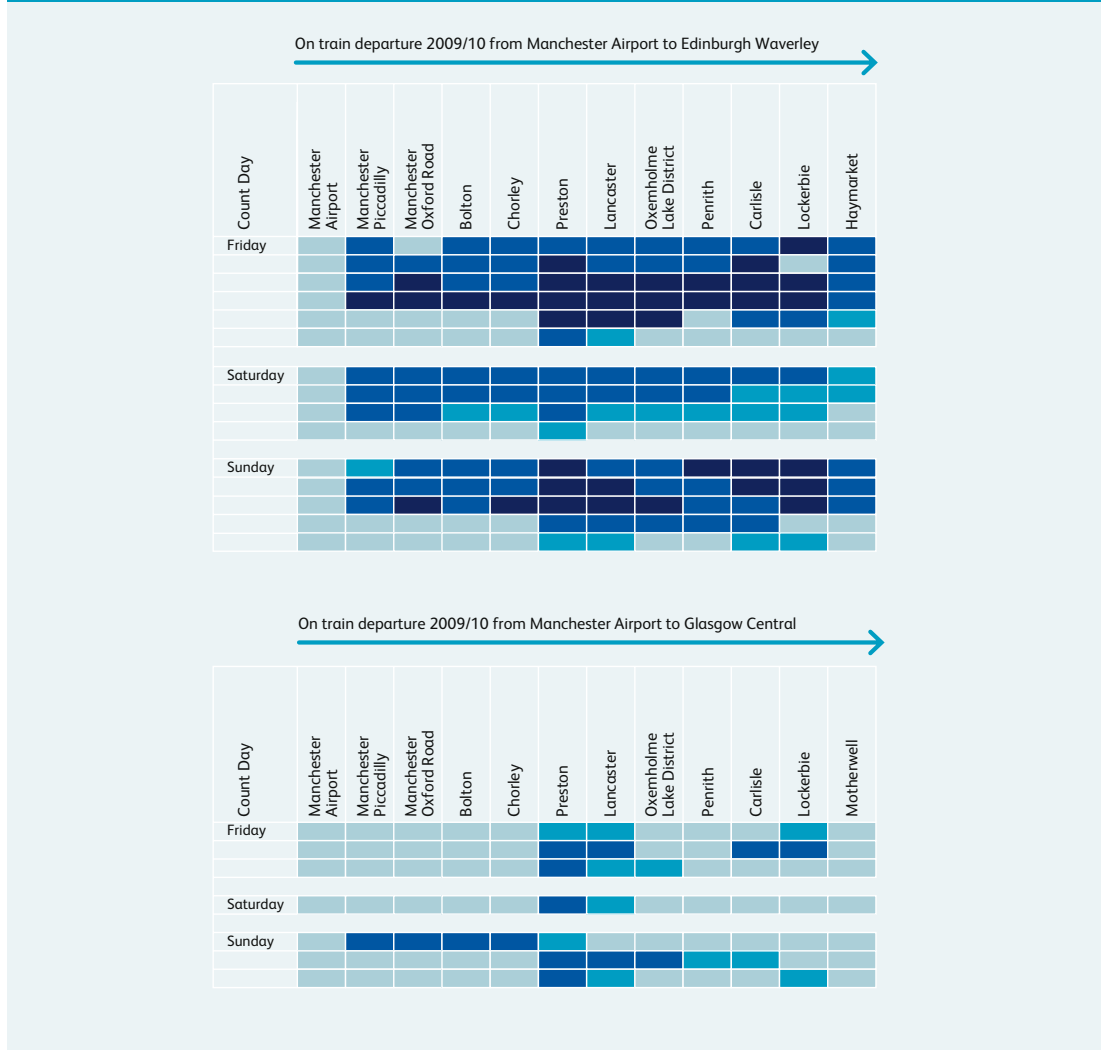 On train departure 2009/10 from Manchester Airport to Edinburgh Waverley
Count Day
Manchester
Airport
Manchester
Piccadilly
Manchester
Oxford Road
Bolton
Chorley
Preston
Lancaster
Oxemholme
Lake District
Penrith
Carlisle
Lockerbie
Haymarket
Friday
Saturday
Sunday
On train departure 2009/10 from Manchester Airport to Glasgow Central
Count Day
Manchester
Airport
Manchester
Piccadilly
Manchester
Oxford Road
Bolton
Chorley
Preston
Lancaster
Oxemholme
Lake District
Penrith
Carlisle
Lockerbie
Motherwell
Friday
Saturday
Sunday